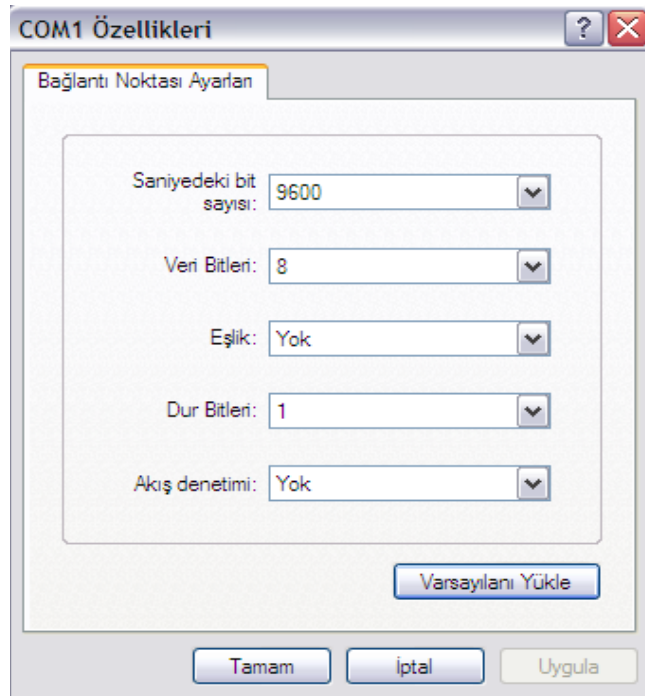 COM1 Özellikleri
Bağlantı Noktası Ayarları
Saniyedeki bit
sayısı:
9600
Veri Bitleri:
8
Eşlik:
Yok
Dur Bitleri:
1
Akış denetimi:
Yok
Varsayılanı Yükle
Tamam
İptal
Uygula